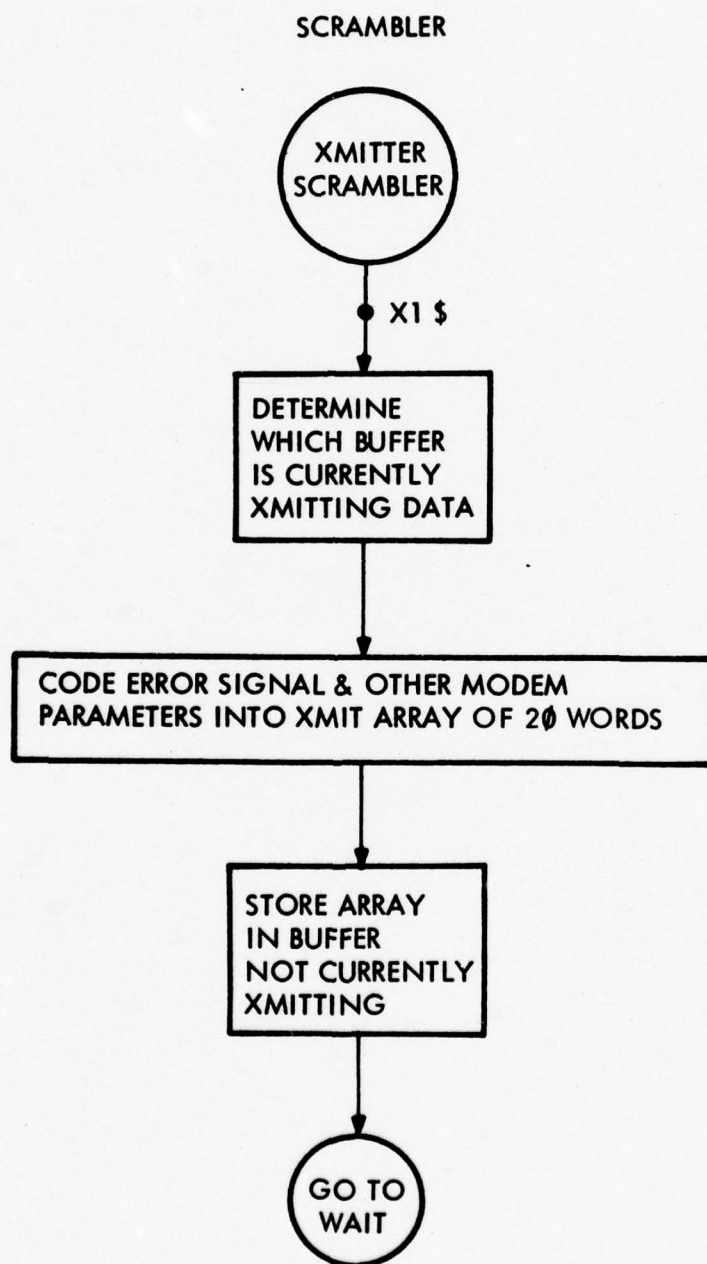 SCRAMBLER
XMITTER
SCRAMBLER
X1 $
DETERMINE
WHICH BUFFER
IS CURRENTLY
XMITTING DATA
CODE ERROR SIGNAL & OTHER MODEM
PARAMETERS INTO XMIT ARRAY OF 2Ø WORDS
STORE ARRAY
IN BUFFER
NOT CURRENTLY
XMITTING
GO TO
WAIT